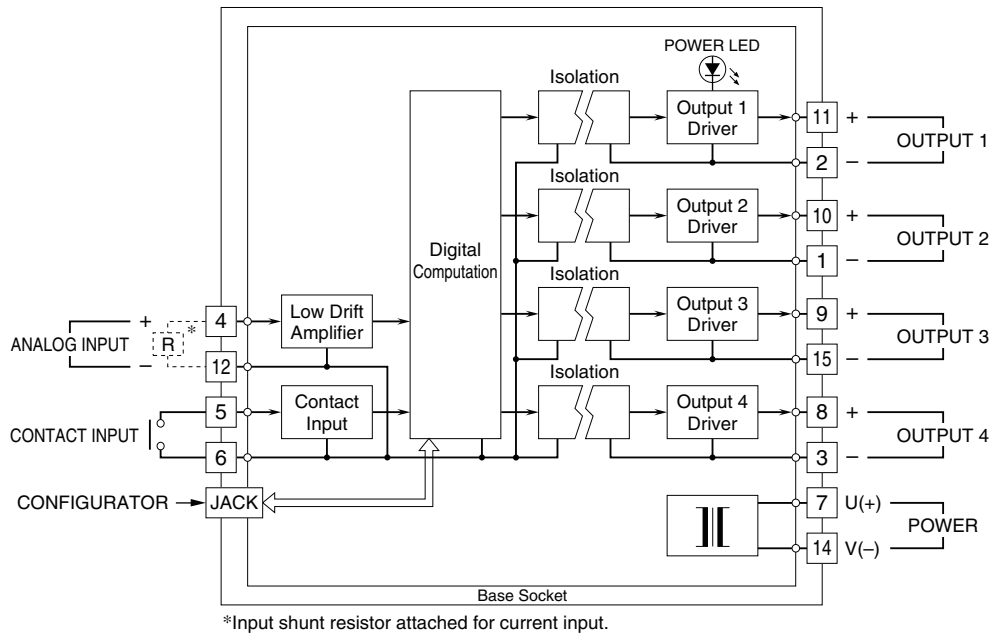 POWER LED
Isolation
Output 1
Driver
11 +
OUTPUT 1
2 –
Isolation
Output 2
Driver
10 +
OUTPUT 2
1 –
Digital
Computation
Isolation
Output 3
Driver
9 +
OUTPUT 3
15 –
ANALOG INPUT
+
–
R
*
4
12
Low Drift
Amplifier
Isolation
Output 4
Driver
8 +
OUTPUT 4
3 –
CONTACT INPUT
5
6
Contact
Input
CONFIGURATOR
JACK
7 U(+)
POWER
14 V(–)
Base Socket
*Input shunt resistor attached for current input.